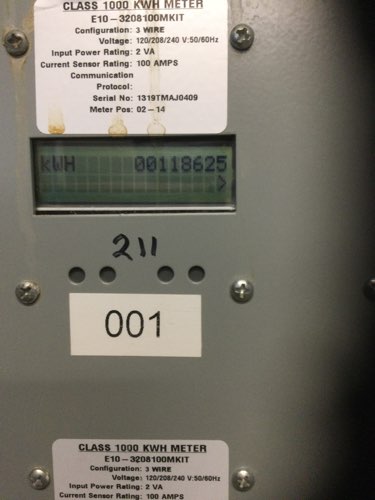 CLASS 1000 KWH METER
E10-3208100MKIT
Configuration: 3 WIRE
Voltage: 120/208/240 V:50/60Hz
Input Power Rating: 2 VA
Current Sensor Rating: 100 AMPS
Communication
Protocol:
Serial No: 1319TMAJ0409
Meter Pos: 02-14
kWH 00118625
>
211
001
CLASS 1000 KWH METER
E10-3208100MKIT
Configuration: 3 WIRE
Voltage: 120/208/240 V:50/60Hz
Input Power Rating: 2 VA
Current Sensor Rating: 100 AMPS